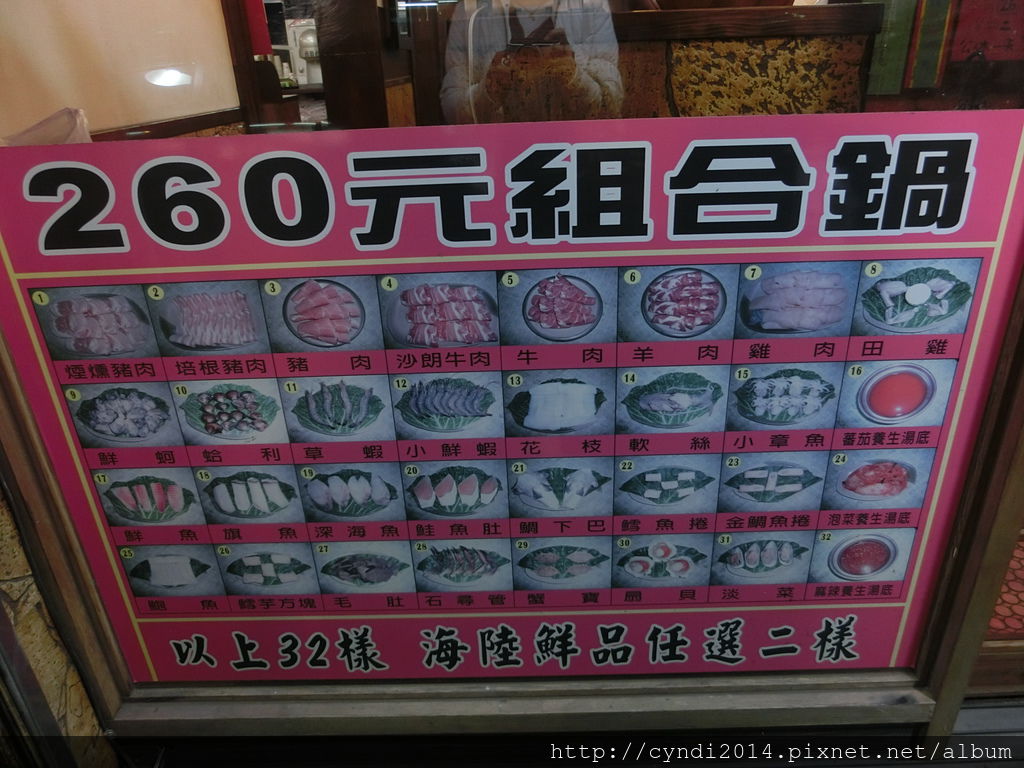 260元組合鍋
1 2 3 4 5 6 7 8
煙燻豬肉 培根豬肉 豬肉 沙朗牛肉 牛肉 羊肉 雞肉 田雞
9 10 11 12 13 14 15 16
鮮蚵 蛤利 草蝦 小鮮蝦 花枝 軟絲 小章魚 蕃茄養生湯底
17 18 19 20 21 22 23 24
鮮魚 旗魚 深海魚 鮭魚肚 鯛下巴 鱈魚捲 金鯛魚捲 泡菜養生湯底
25 26 27 28 29 30 31 32
鯛魚 鱈芋方塊 毛肚 石蟳管 蟹寶 扇貝 淡菜 麻辣養生湯底
以上32樣 海陸鮮品任選二樣
http://cyndi2014.pixnet.net/album